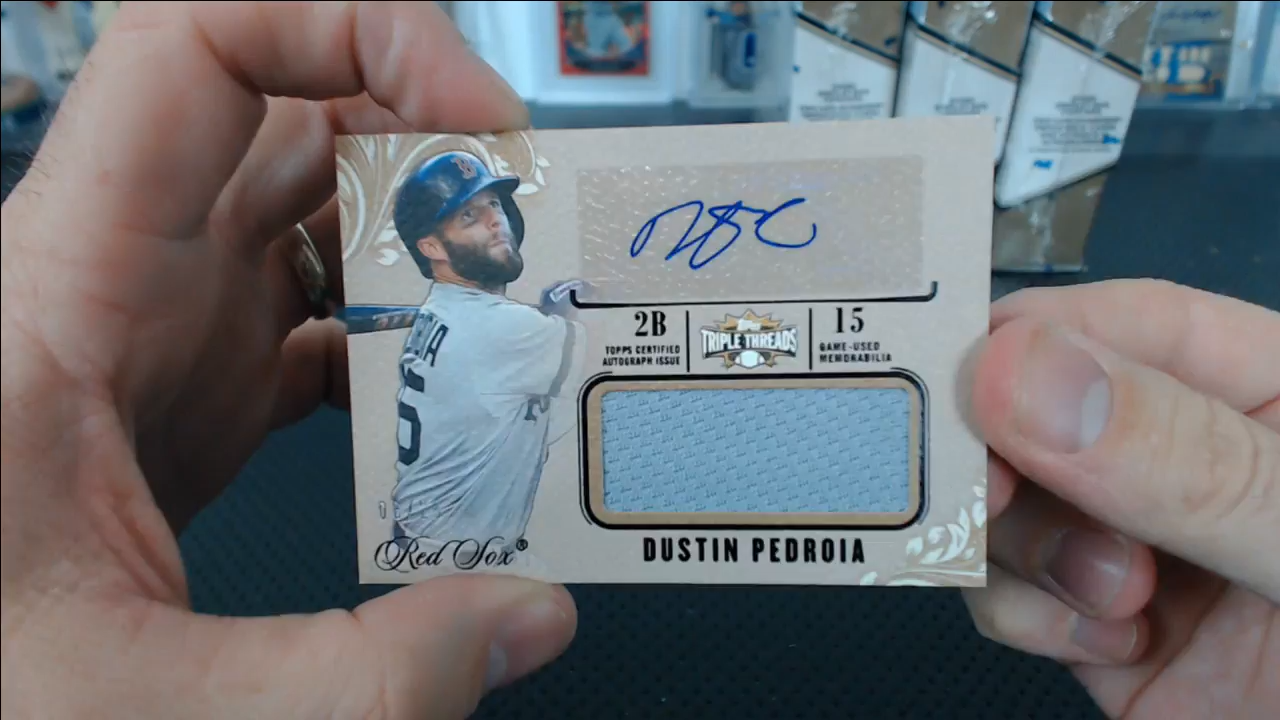 2B
15
TOPPS CERTIFIED
AUTOGRAPH ISSUE
TRIPLE THREADS
GAME-USED
MEMORABILIA
Red Sox®
DUSTIN PEDROIA